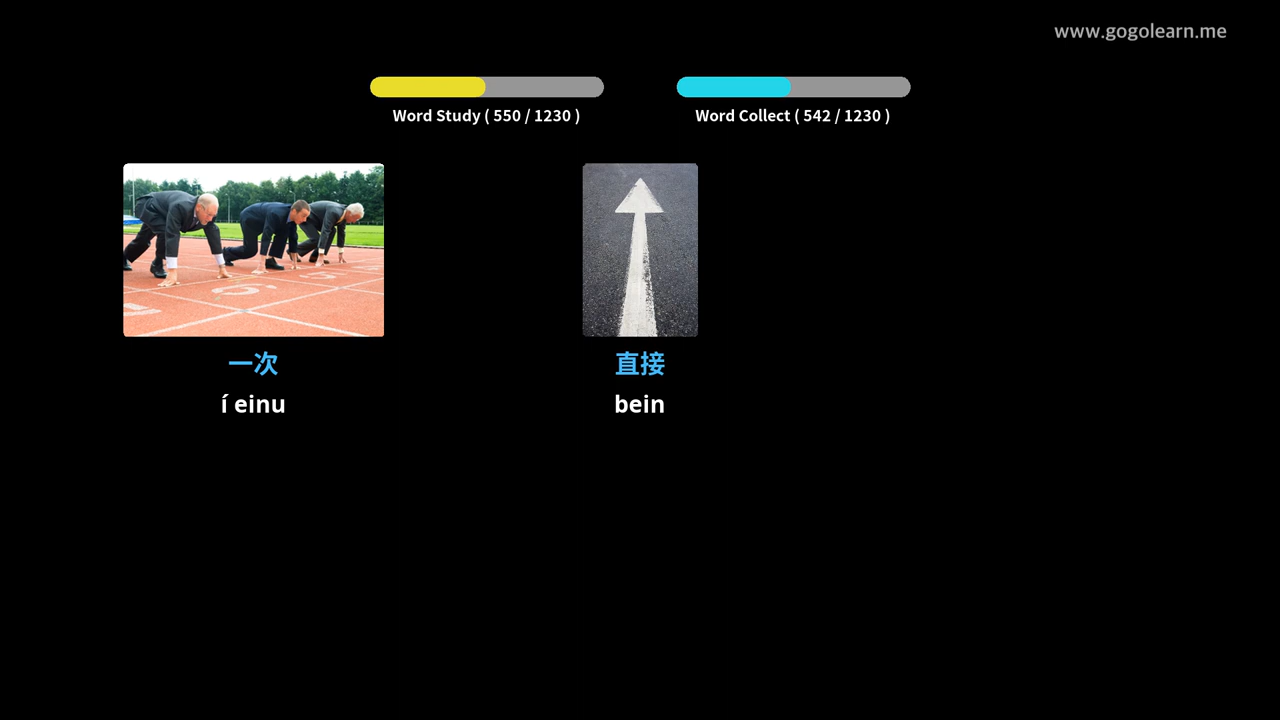 www.gogolearn.me
Word Study ( 550 / 1230 )
Word Collect ( 542 / 1230 )
一次
í einu
直接
bein